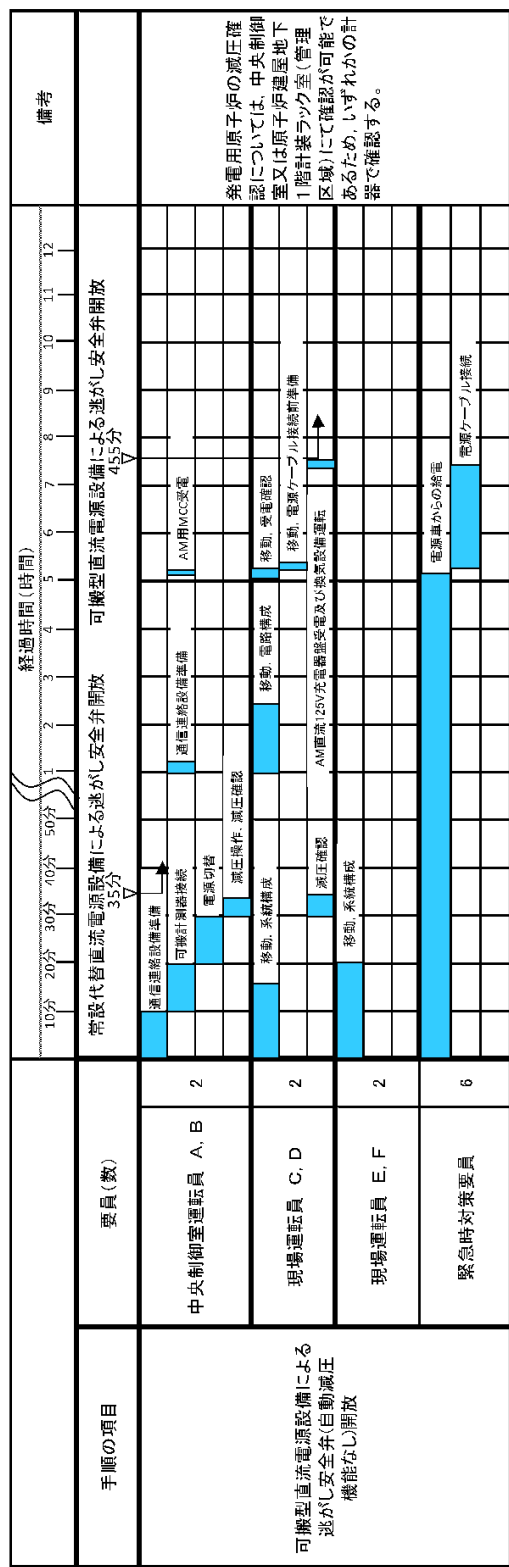 経過時間(時間)
備考
手順の項目
要員(数)
10分
20分
30分
40分
50分
1
2
3
4
5
6
7
8
9
10
11
12
常設代替直流電源設備による逃がし安全弁開放
35分
可搬型直流電源設備による逃がし安全弁開放
455分
可搬型直流電源設備による
逃がし安全弁(自動減圧
機能なし)開放
中央制御室運転員 A, B
2
通信連絡設備準備
可搬計測器接続
電源切替
減圧操作, 減圧確認
通信連絡設備準備
AM用MCC受電
現場運転員 C, D
2
移動, 系統構成
減圧確認
移動, 電路構成
移動, 受電確認
移動, 電源ケーブル接続前準備
AM直流125V充電器盤受電及び換気設備運転
現場運転員 E, F
2
移動, 系統構成
緊急時対策要員
6
電源車からの給電
電源ケーブル接続
発電用原子炉の減圧確
認については, 中央制御
室又は原子炉建屋地下
1階計装ラック室(管理
区域)にて確認が可能で
あるため, いずれかの計
器で確認する。